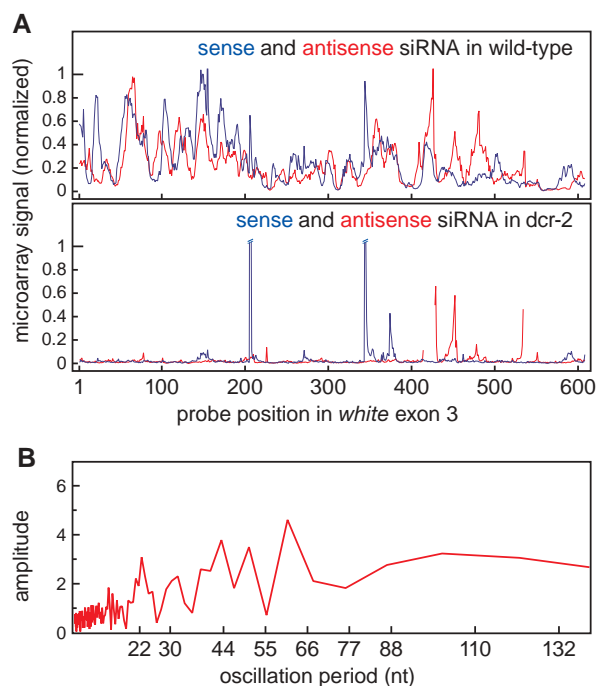 A
sense and antisense siRNA in wild-type
1
0.8
0.6
0.4
0.2
0
sense and antisense siRNA in dcr-2
1
0.8
0.6
0.4
0.2
0
microarray signal (normalized)
1 100 200 300 400 500 600
probe position in white exon 3
B
6
4
2
0
amplitude
22 30 44 55 66 77 88 110 132
oscillation period (nt)